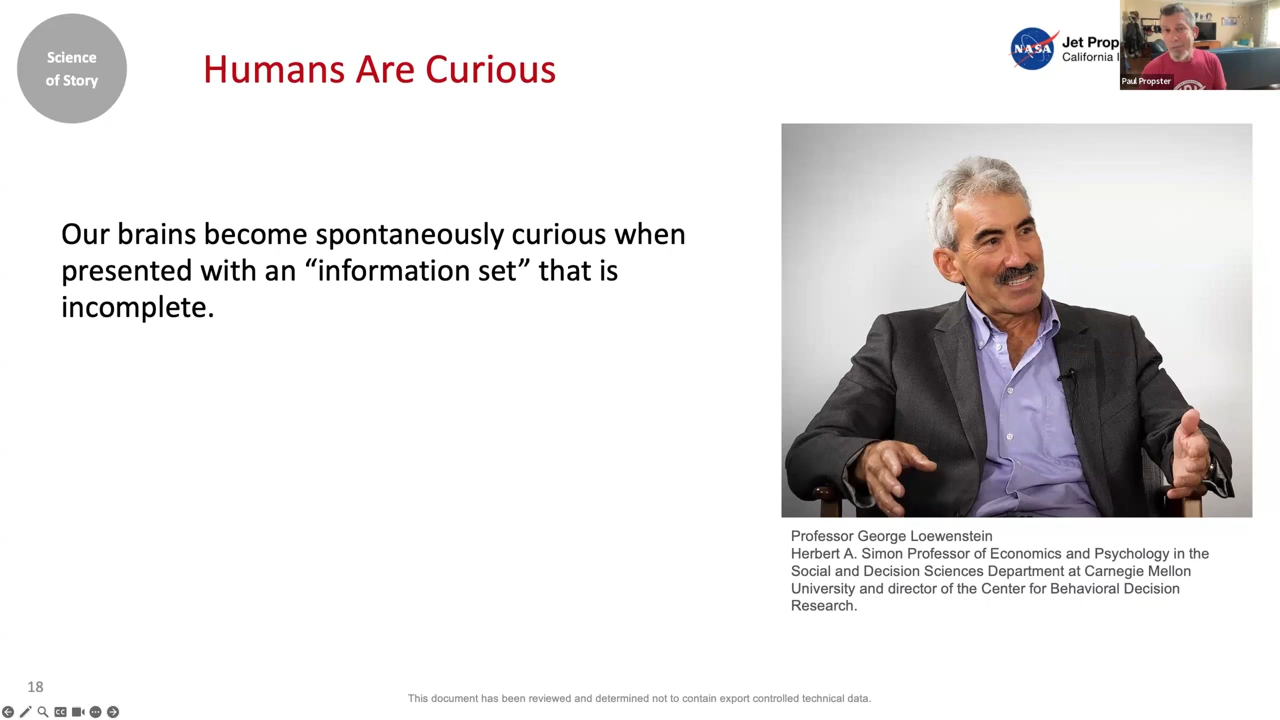 Science
of Story
Humans Are Curious
NASA
Jet Prop
California I
Paul Propster
Our brains become spontaneously curious when
presented with an “information set” that is
incomplete.
Professor George Loewenstein
Herbert A. Simon Professor of Economics and Psychology in the
Social and Decision Sciences Department at Carnegie Mellon
University and director of the Center for Behavioral Decision
Research.
18
This document has been reviewed and determined not to contain export controlled technical data.
CC